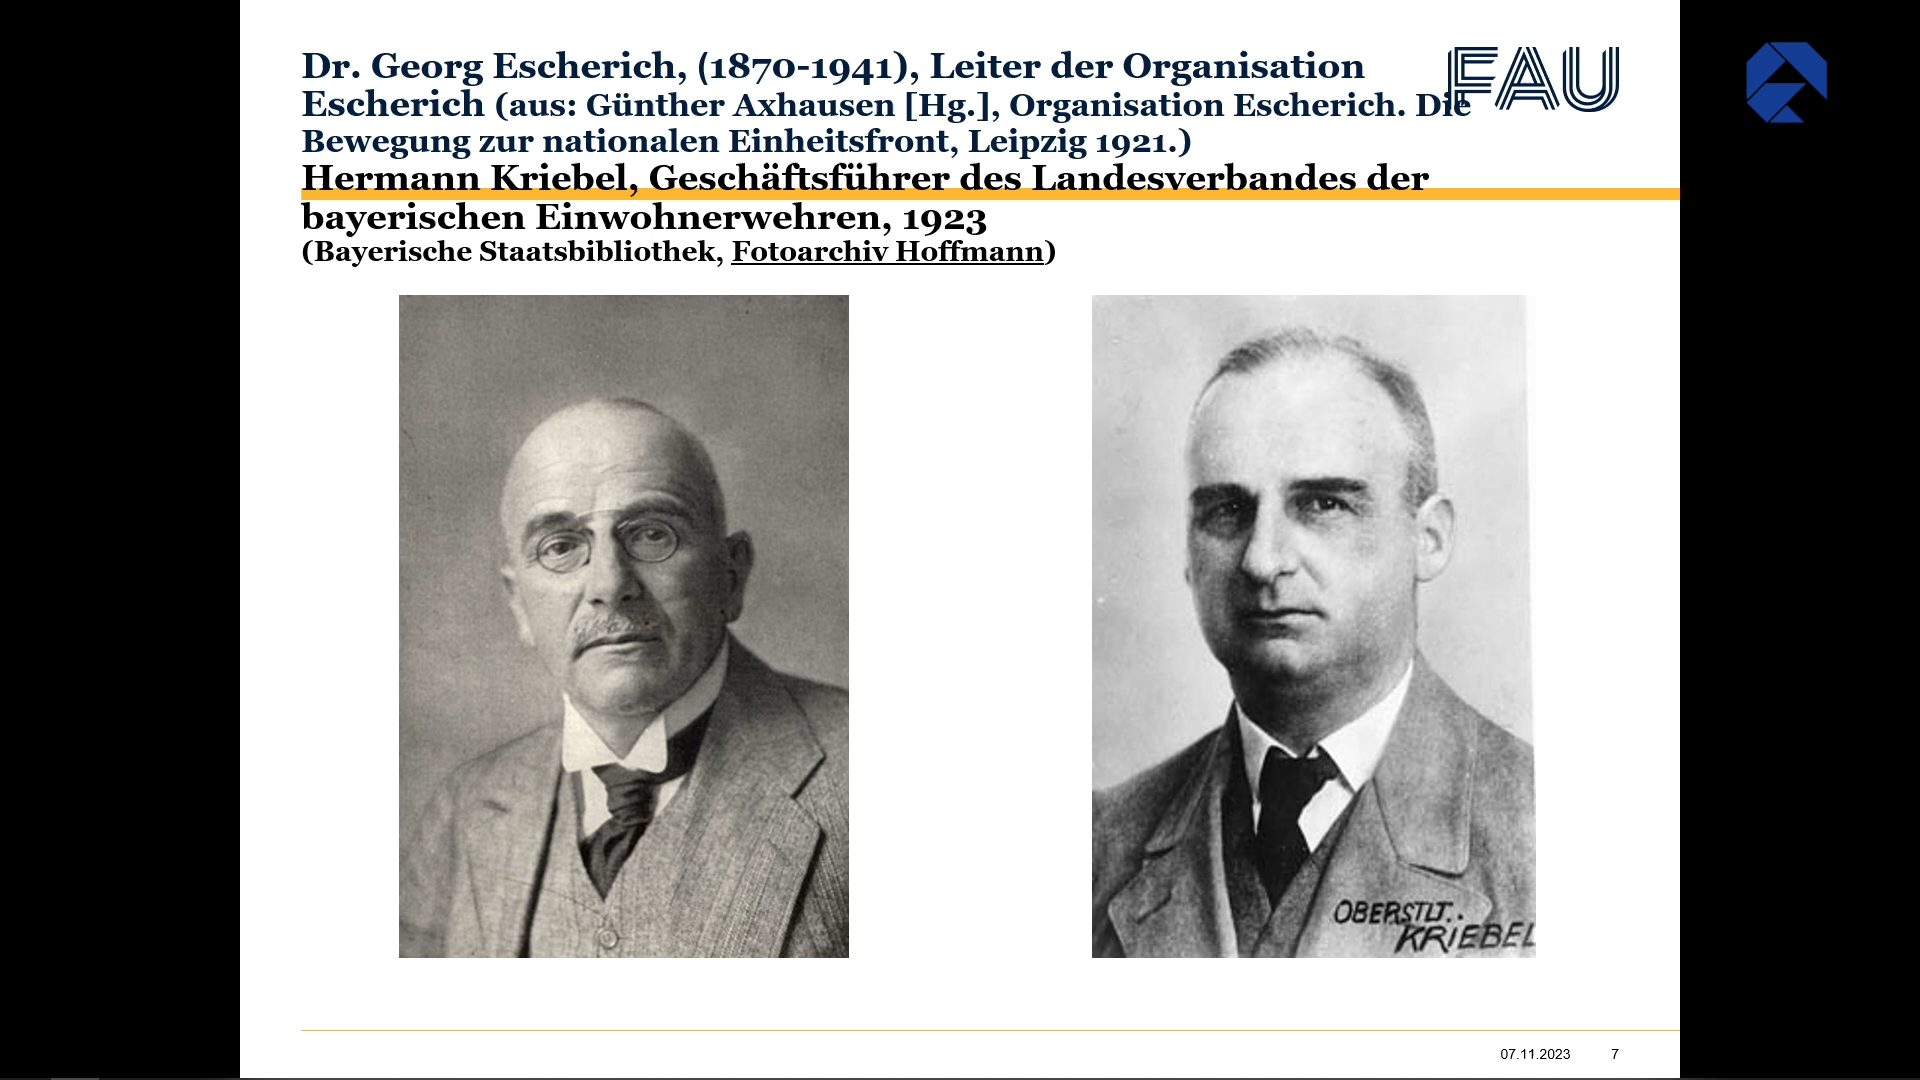 Dr. Georg Escherich, (1870-1941), Leiter der Organisation
Escherich (aus: Günther Axhausen [Hg.], Organisation Escherich. Die
Bewegung zur nationalen Einheitsfront, Leipzig 1921.)
Hermann Kriebel, Geschäftsführer des Landesverbandes der
bayerischen Einwohnerwehren, 1923
(Bayerische Staatsbibliothek, Fotoarchiv Hoffmann)
FAU
OBERSTLT..
KRIEBEL
07.11.2023 7